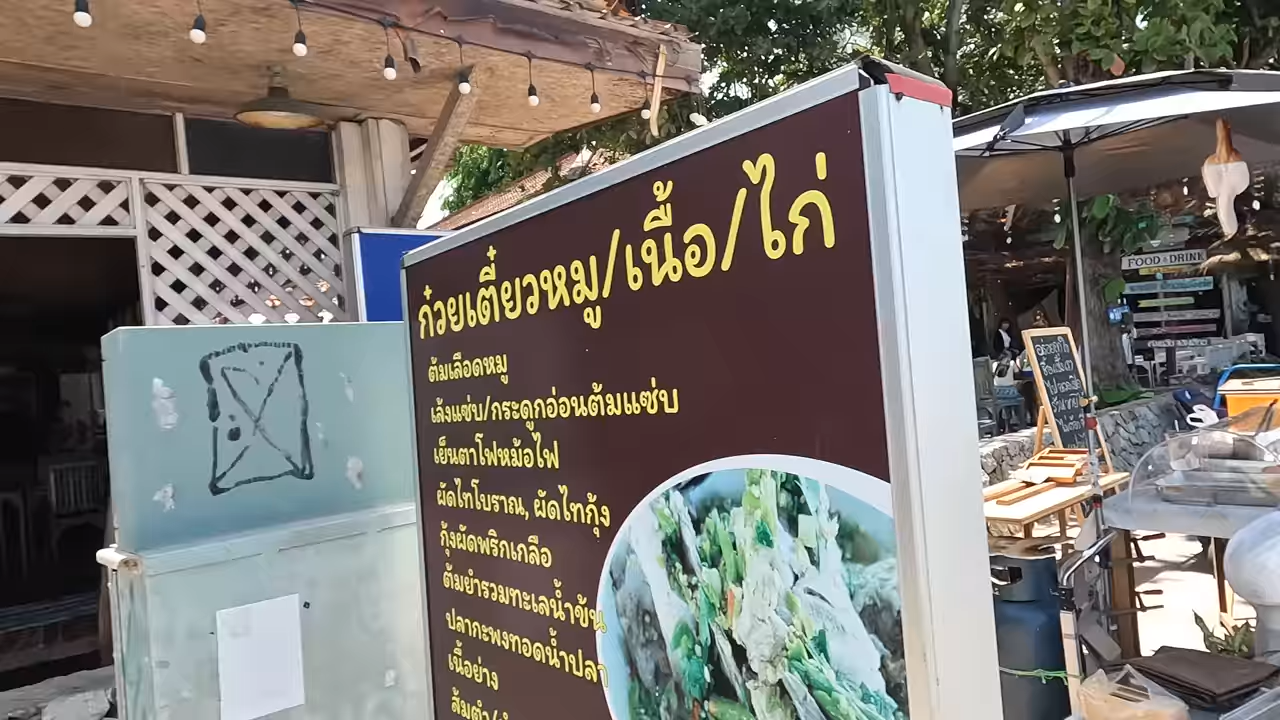 ก๋วยเตี๋ยวหมู/เนื้อ/ไก่
ต้มเลือดหมู
เล้งแซ่บ/กระดูกอ่อนต้มแซ่บ
เย็นตาโฟหม้อไฟ
ผัดไทโบราณ, ผัดไทกุ้ง
กุ้งผัดพริกเกลือ
ต้มยำรวมทะเลน้ำข้น
ปลากะพงทอดน้ำปลา
เนื้อย่าง
ส้มตำ/
FOOD & DRINK